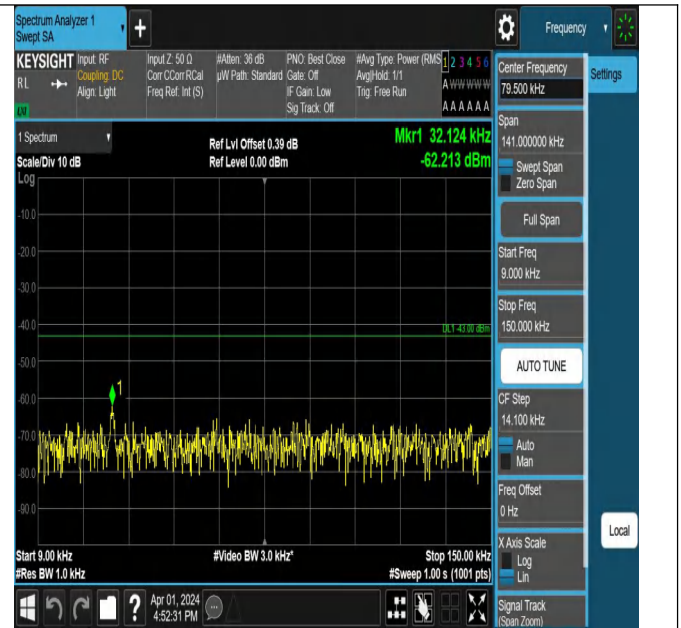 Spectrum Analyzer 1
Swept SA
+
Frequency
KEYSIGHT
Input: RF
Input Z: 50 Ω
#Atten: 36 dB
PNO: Best Close
#Avg Type: Power (RMS
1 2 3 4 5 6
RL
Coupling: DC
Corr CCorr RCal
µW Path: Standard
Gate: Off
Avg|Hold: 1/1
A W W W W W
Align: Light
Freq Ref: Int (S)
IF Gain: Low
Trig: Free Run
Sig Track: Off
A A A A A A
LXI
1 Spectrum
Ref Lvl Offset 0.39 dB
Mkr1 32.124 kHz
Scale/Div 10 dB
Ref Level 0.00 dBm
-62.213 dBm
Log
-10.0
-20.0
-30.0
-40.0
DL1 -43.00 dBm
-50.0
1
-60.0
-70.0
-80.0
-90.0
Start 9.00 kHz
#Video BW 3.0 kHz*
Stop 150.00 kHz
#Res BW 1.0 kHz
#Sweep 1.00 s (1001 pts)
?
Apr 01, 2024
4:52:31 PM
Center Frequency
79.500 kHz
Settings
Span
141.000000 kHz
Swept Span
Zero Span
Full Span
Start Freq
9.000 kHz
Stop Freq
150.000 kHz
AUTO TUNE
CF Step
14.100 kHz
Auto
Man
Freq Offset
0 Hz
X Axis Scale
Log
Lin
Local
Signal Track
(Span Zoom)